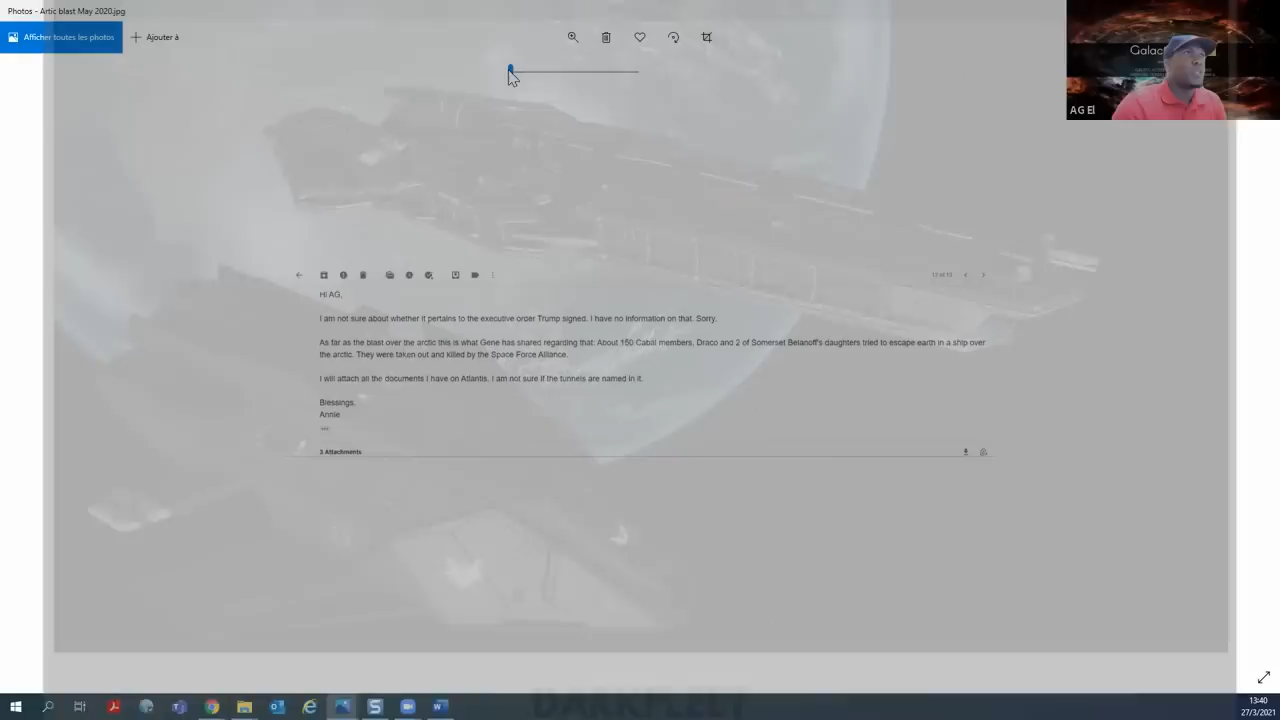 Photos - Artic blast May 2020.jpg
Afficher toutes les photos
Ajouter à
AG El
12 of 13
Hi AG,
I am not sure about whether it pertains to the executive order Trump signed. I have no information on that. Sorry.
As far as the blast over the arctic this is what Gene has shared regarding that: About 150 Cabal members, Draco and 2 of Somerset Belanoff's daughters tried to escape earth in a ship over
the arctic. They were taken out and killed by the Space Force Alliance.
I will attach all the documents I have on Atlantis. I am not sure if the tunnels are named in it.
Blessings,
Annie
3 Attachments
13:40
27/3/2021